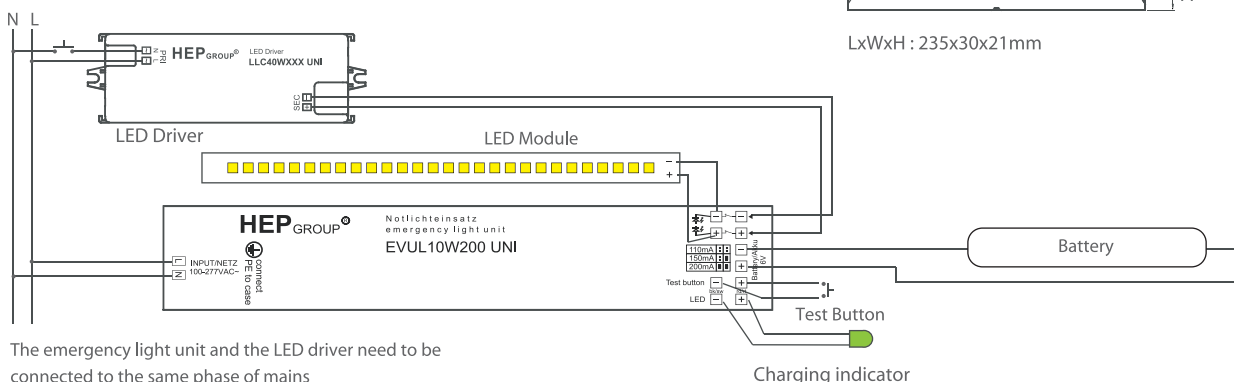 LxWxH : 235x30x21mm
N L
N
L
PRI
HEP GROUP®
LED Driver
LLC40WXXX UNI
SEC
LED Driver
LED Module
−
+
HEP GROUP®
Notlichteinsatz
emergency light unit
EVUL10W200 UNI
L
N
INPUT/NETZ
100-277VAC~
connect
PE to case
110mA
150mA
200mA
Battery/Akku
6V
Test button
LED
Battery
Test Button
Charging indicator
The emergency light unit and the LED driver need to be
connected to the same phase of mains